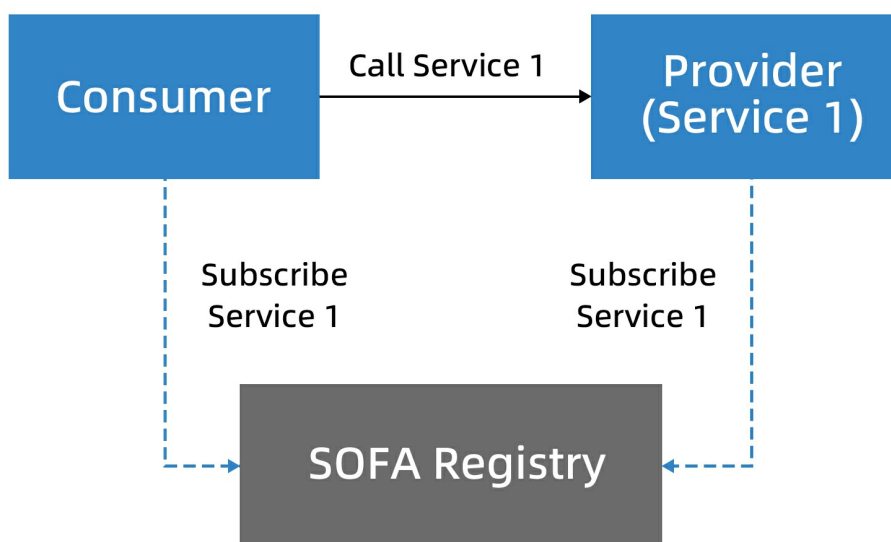 Consumer
Call Service 1
Provider
(Service 1)
Subscribe
Service 1
Subscribe
Service 1
SOFA Registry